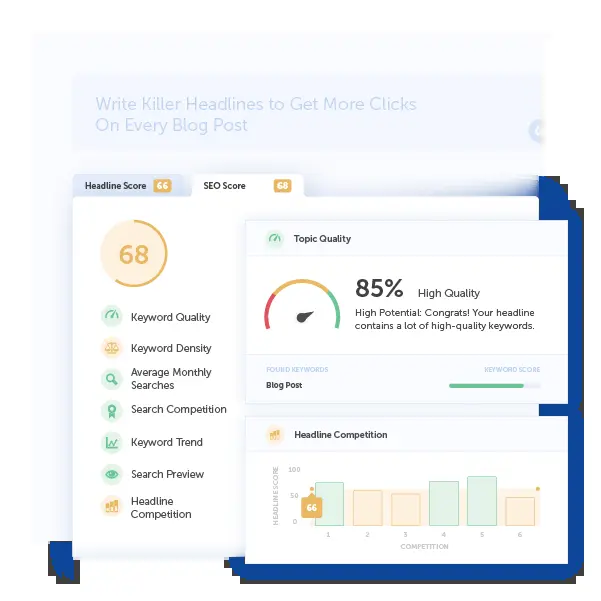 Write Killer Headlines to Get More Clicks
On Every Blog Post
Headline Score 66
SEO Score 68
68
Keyword Quality
Keyword Density
Average Monthly
Searches
Search Competition
Keyword Trend
Search Preview
Headline
Competition
Topic Quality
85% High Quality
High Potential: Congrats! Your headline
contains a lot of high-quality keywords.
FOUND KEYWORDS KEYWORD SCORE
Blog Post
Headline Competition
HEADLINE SCORE
100
50
0
66
1 2 3 4 5 6
COMPETITION